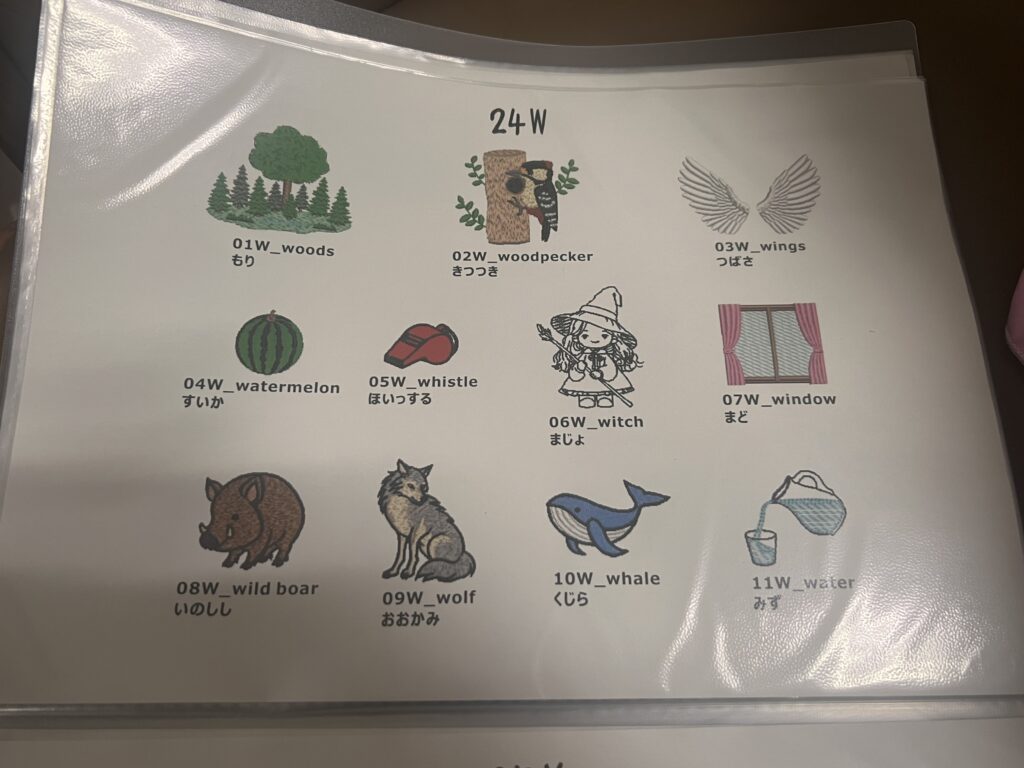 24W
01W_woods
もり
02W_woodpecker
きつつき
03W_wings
つばさ
04W_watermelon
すいか
05W_whistle
ほいっする
06W_witch
まじょ
07W_window
まど
08W_wild boar
いのしし
09W_wolf
おおかみ
10W_whale
くじら
11W_water
みず